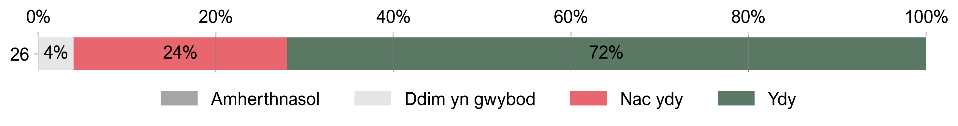 0% 20% 40% 60% 80% 100%
26 4% 24% 72%
Amherthnasol Ddim yn gwybod Nac ydy Ydy